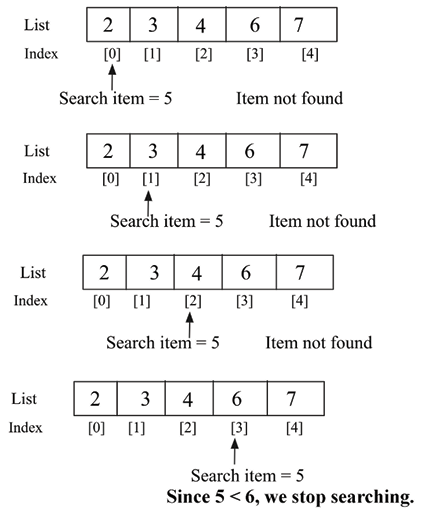 List 2 3 4 6 7
Index [0] [1] [2] [3] [4]
Search item = 5 Item not found
List 2 3 4 6 7
Index [0] [1] [2] [3] [4]
Search item = 5 Item not found
List 2 3 4 6 7
Index [0] [1] [2] [3] [4]
Search item = 5 Item not found
List 2 3 4 6 7
Index [0] [1] [2] [3] [4]
Search item = 5
Since 5 < 6, we stop searching.